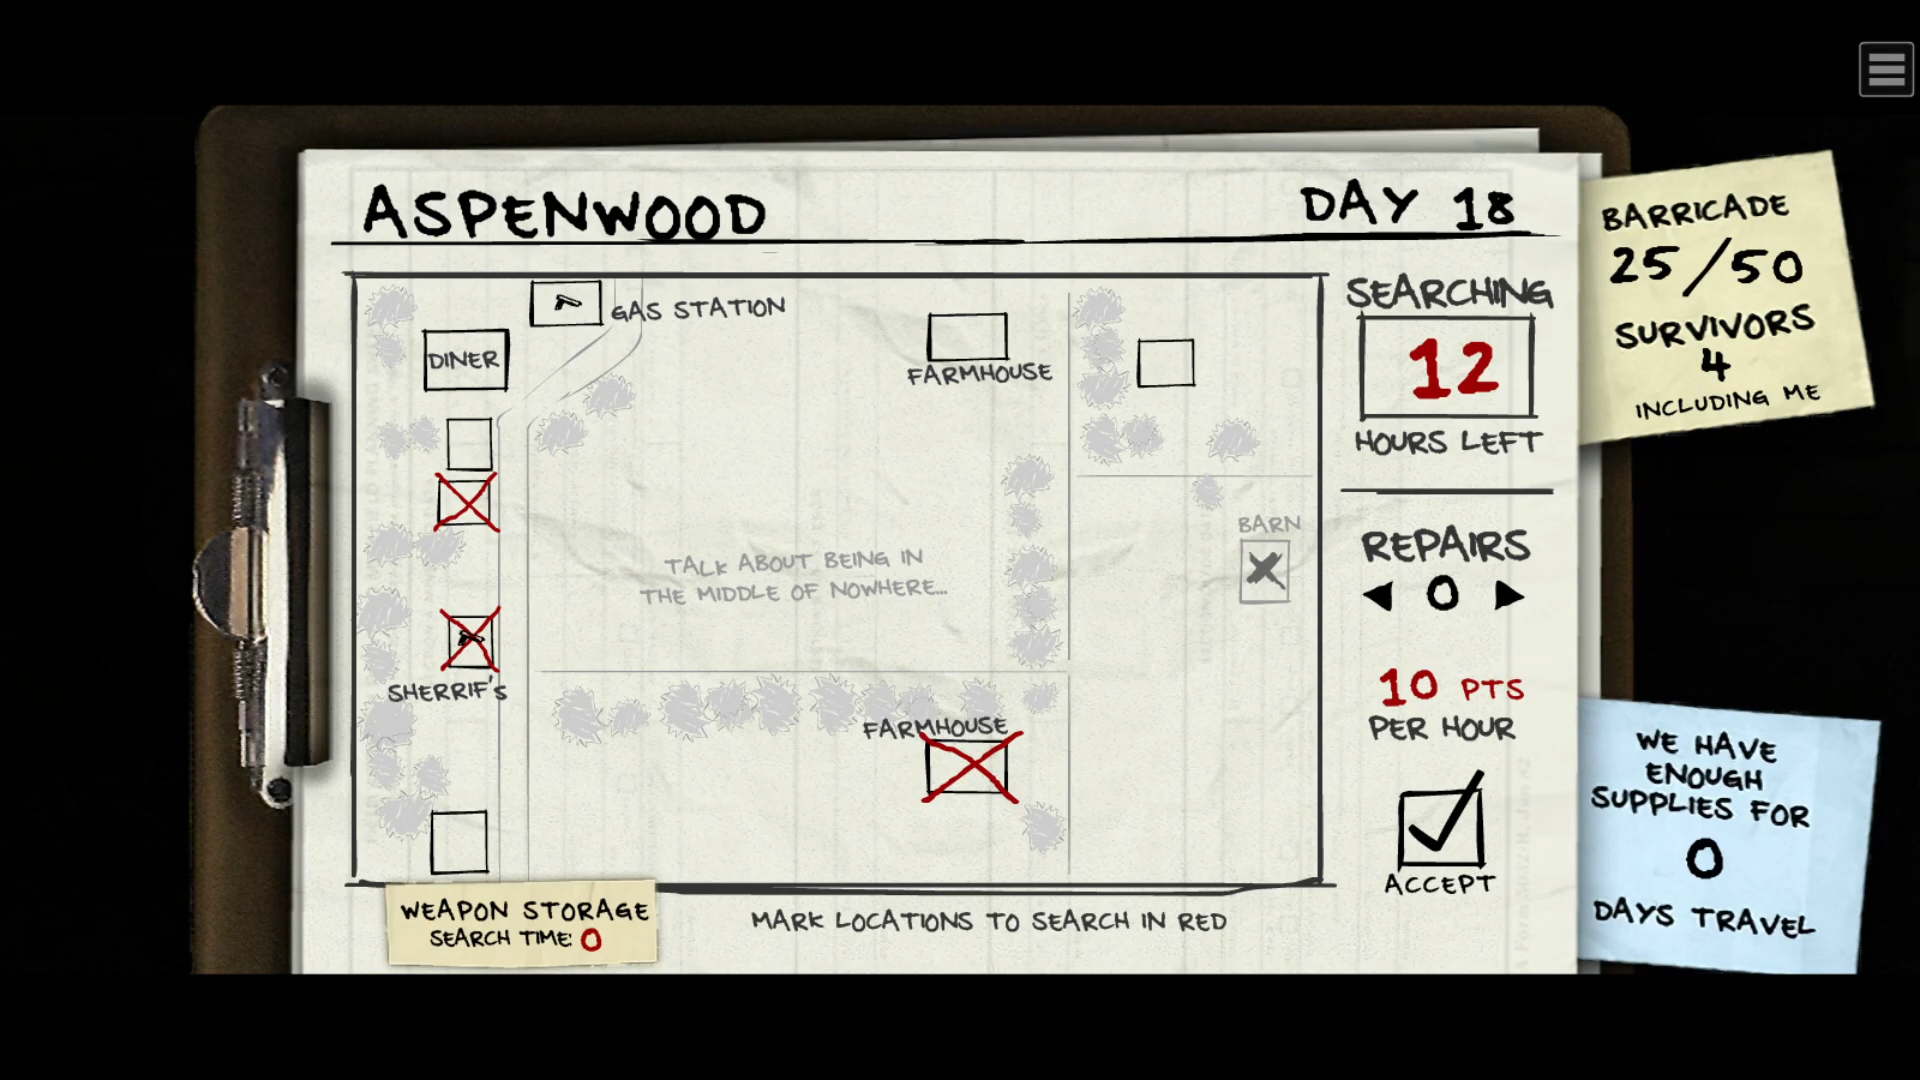 ASPENWOOD
DAY 18
BARRICADE
25/50
SURVIVORS
4
INCLUDING ME
GAS STATION
DINER
FARMHOUSE
SEARCHING
12
HOURS LEFT
BARN
TALK ABOUT BEING IN
THE MIDDLE OF NOWHERE...
REPAIRS
0
SHERRIF'S
10 PTS
PER HOUR
FARMHOUSE
WE HAVE
ENOUGH
SUPPLIES FOR
0
DAYS TRAVEL
ACCEPT
WEAPON STORAGE
SEARCH TIME: 0
MARK LOCATIONS TO SEARCH IN RED